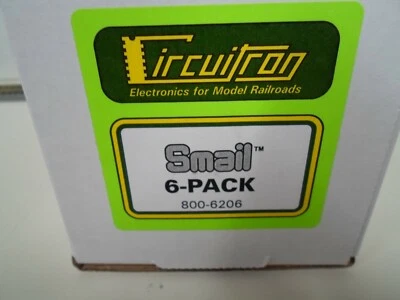 Circuitron
Electronics for Model Railroads
Smail™
6-PACK
800-6206